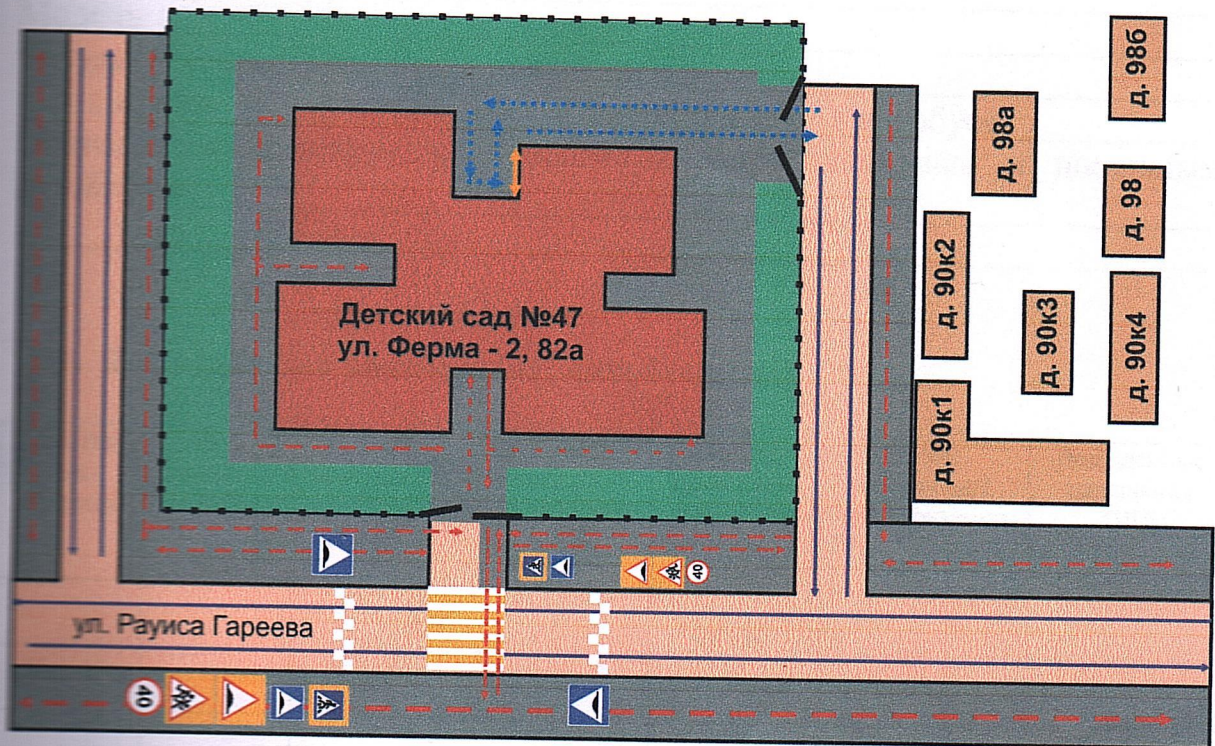 Детский сад №47
ул. Ферма - 2, 82а
ул. Рауиса Гареева
д. 98б
д. 98а
д. 98
д. 90к2
д. 90к3
д. 90к4
д. 90к1
40
40